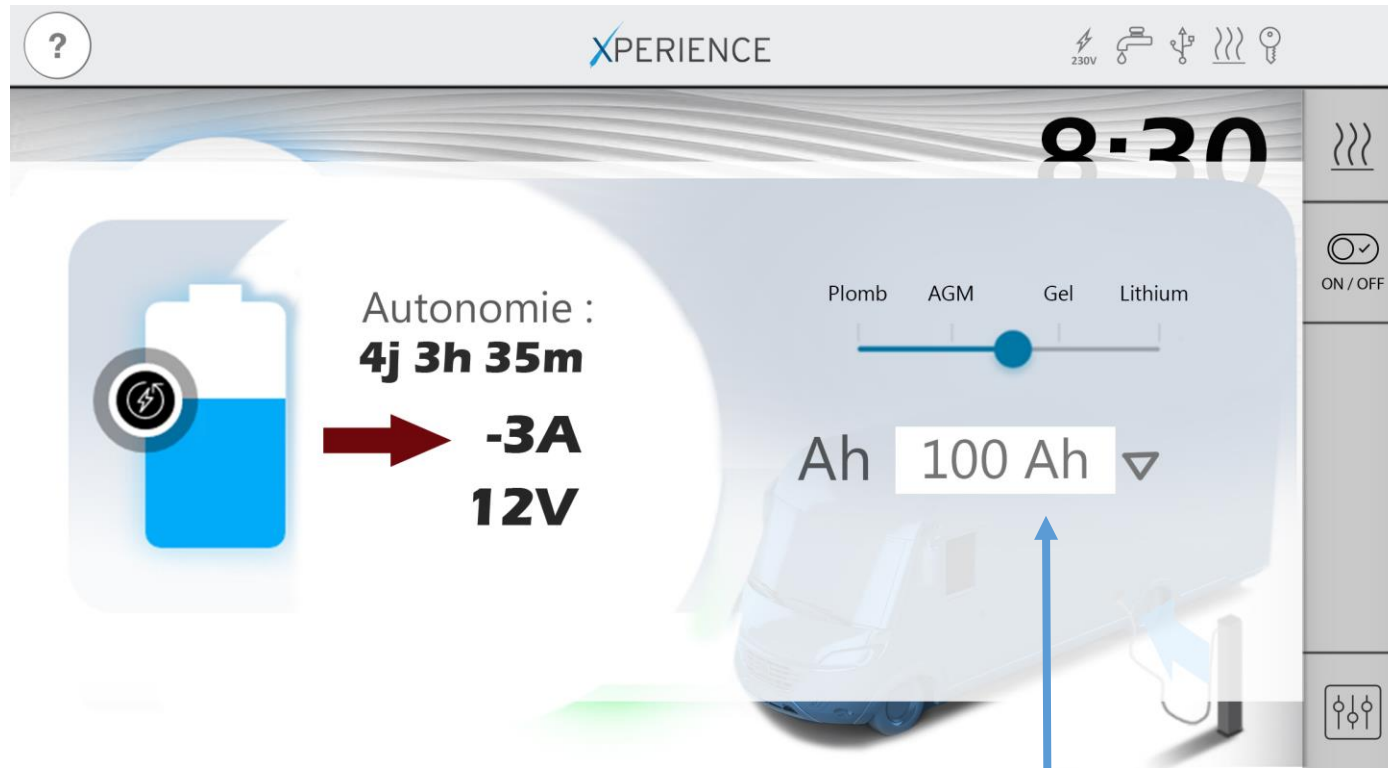 ?
XPERIENCE
230V
8:30
ON / OFF
Autonomie :
4j 3h 35m
-3A
12V
Plomb AGM Gel Lithium
Ah 100 Ah